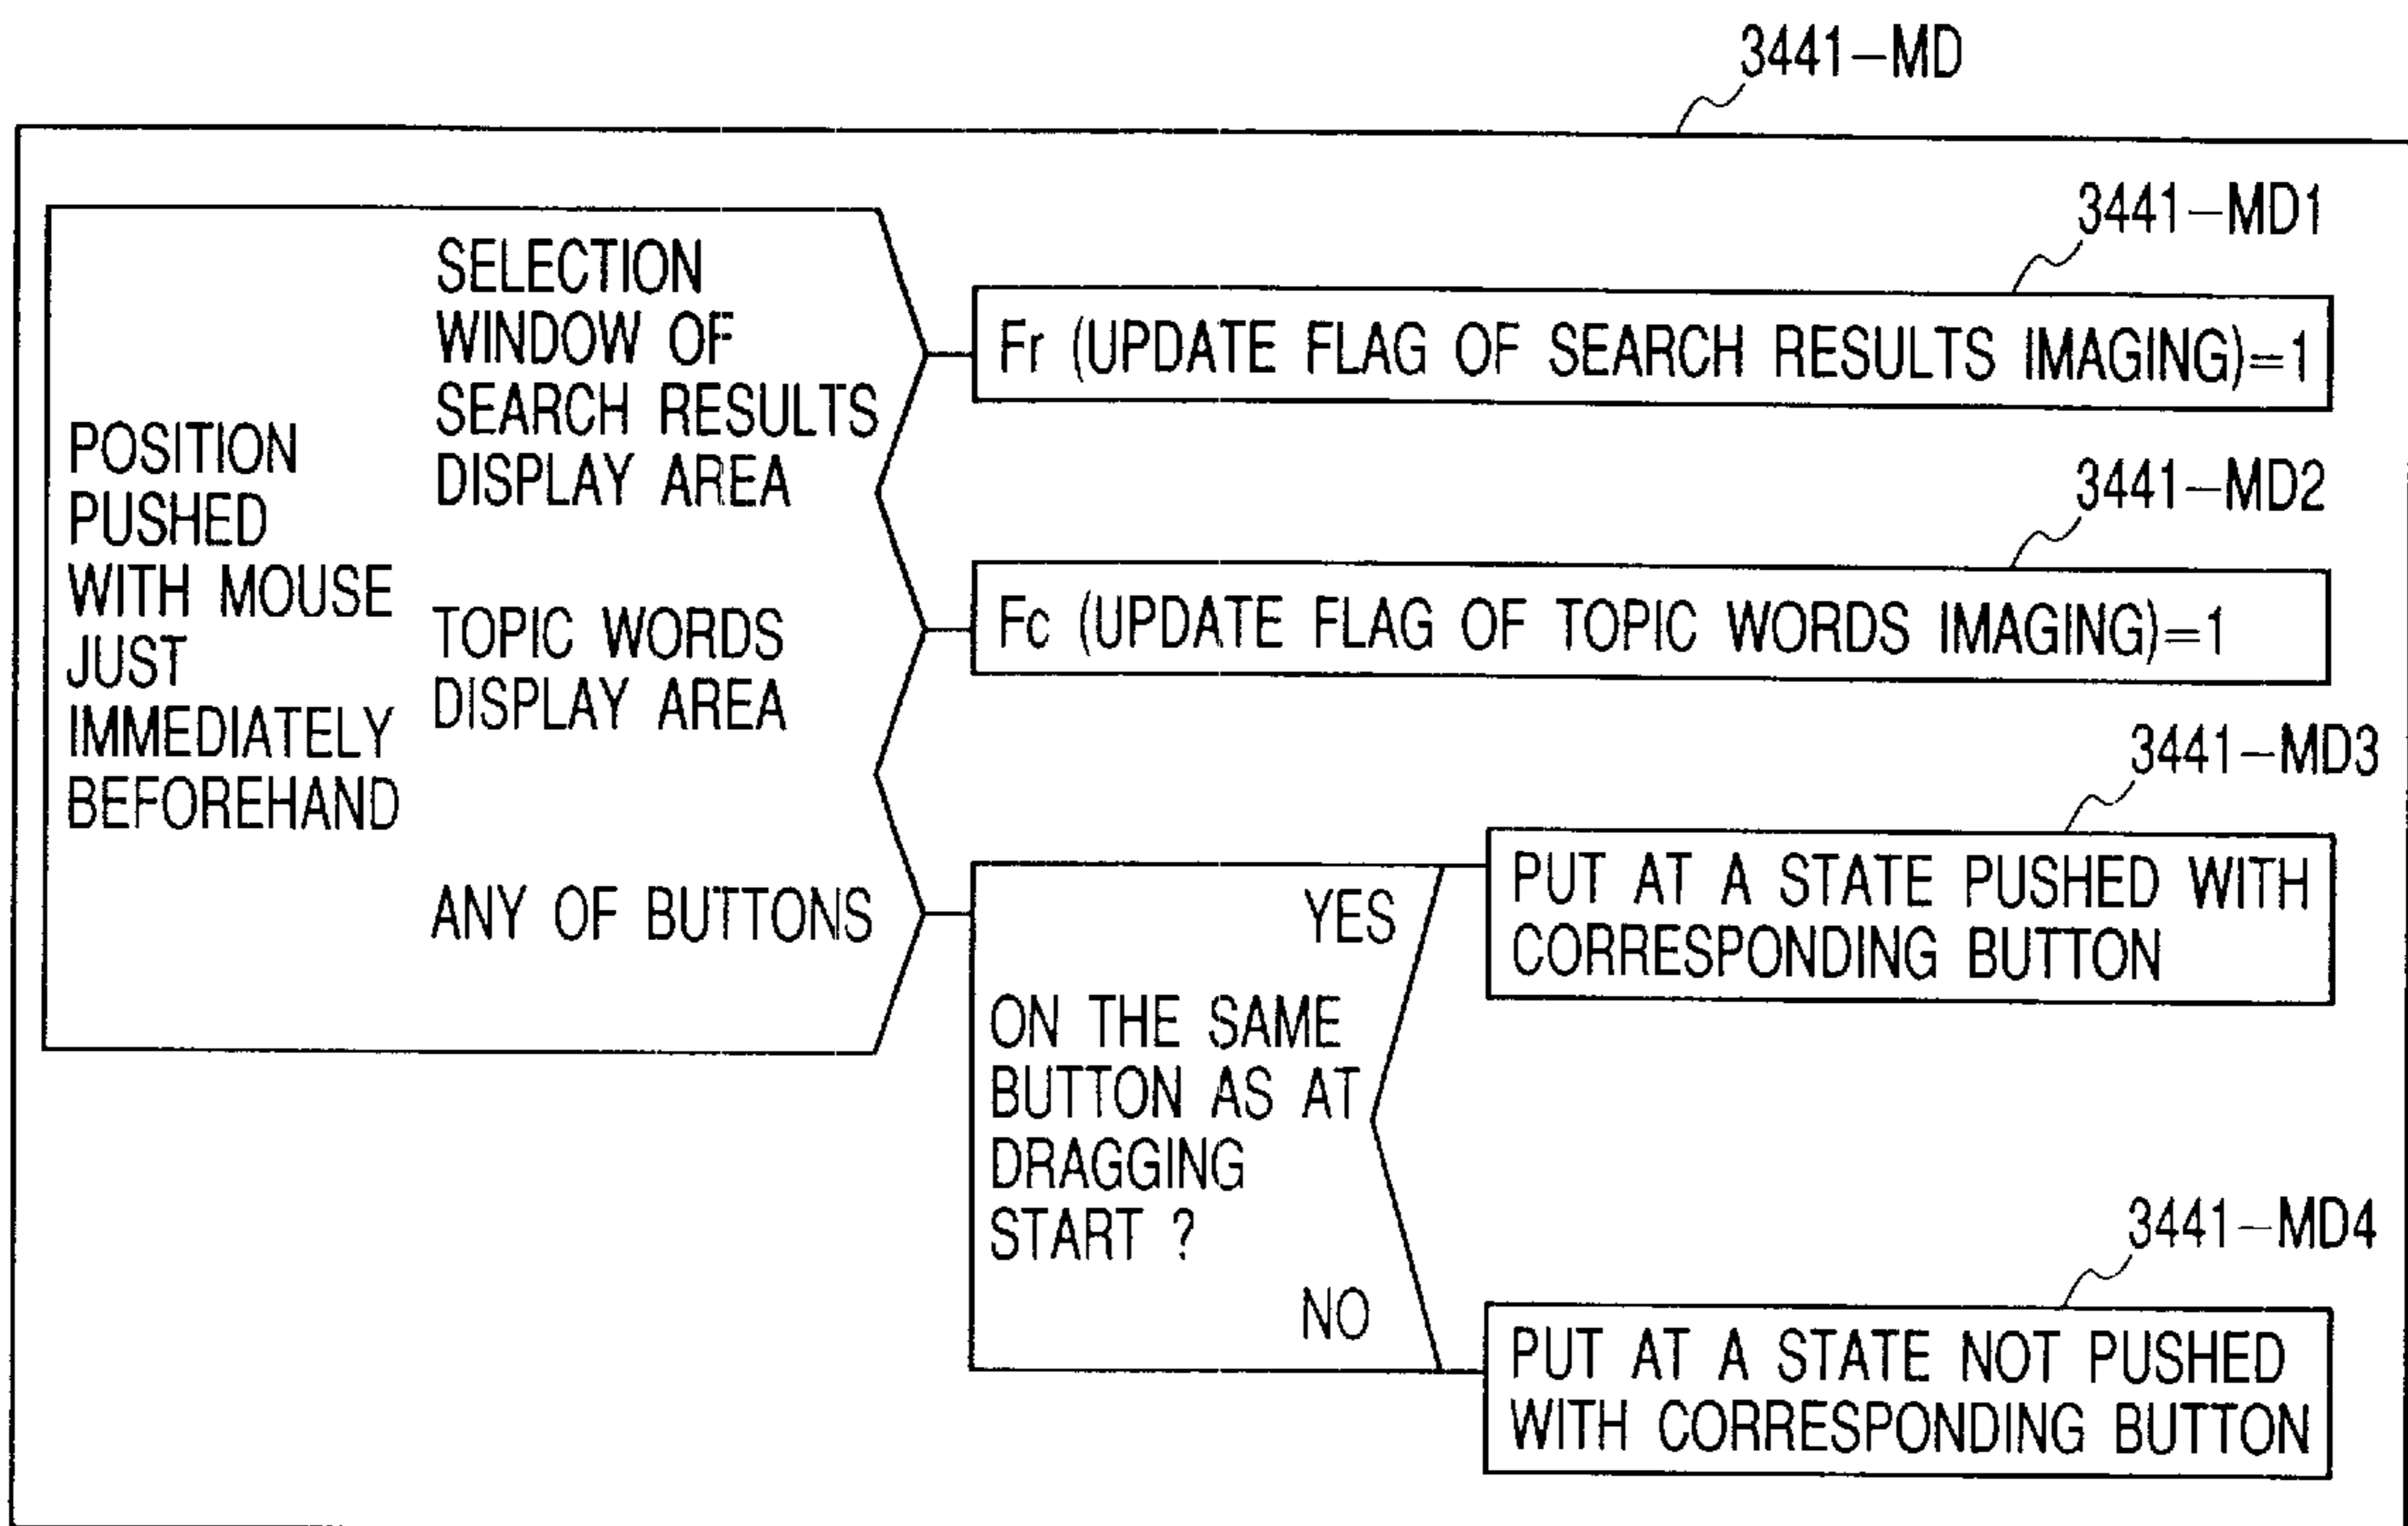 3441-MD
3441-MD1
SELECTION
WINDOW OF
SEARCH RESULTS
DISPLAY AREA
Fr (UPDATE FLAG OF SEARCH RESULTS IMAGING)=1
POSITION
PUSHED
WITH MOUSE
JUST
IMMEDIATELY
BEFOREHAND
3441-MD2
TOPIC WORDS
DISPLAY AREA
Fc (UPDATE FLAG OF TOPIC WORDS IMAGING)=1
3441-MD3
ANY OF BUTTONS
ON THE SAME
BUTTON AS AT
DRAGGING
START ?
YES
PUT AT A STATE PUSHED WITH
CORRESPONDING BUTTON
3441-MD4
NO
PUT AT A STATE NOT PUSHED
WITH CORRESPONDING BUTTON